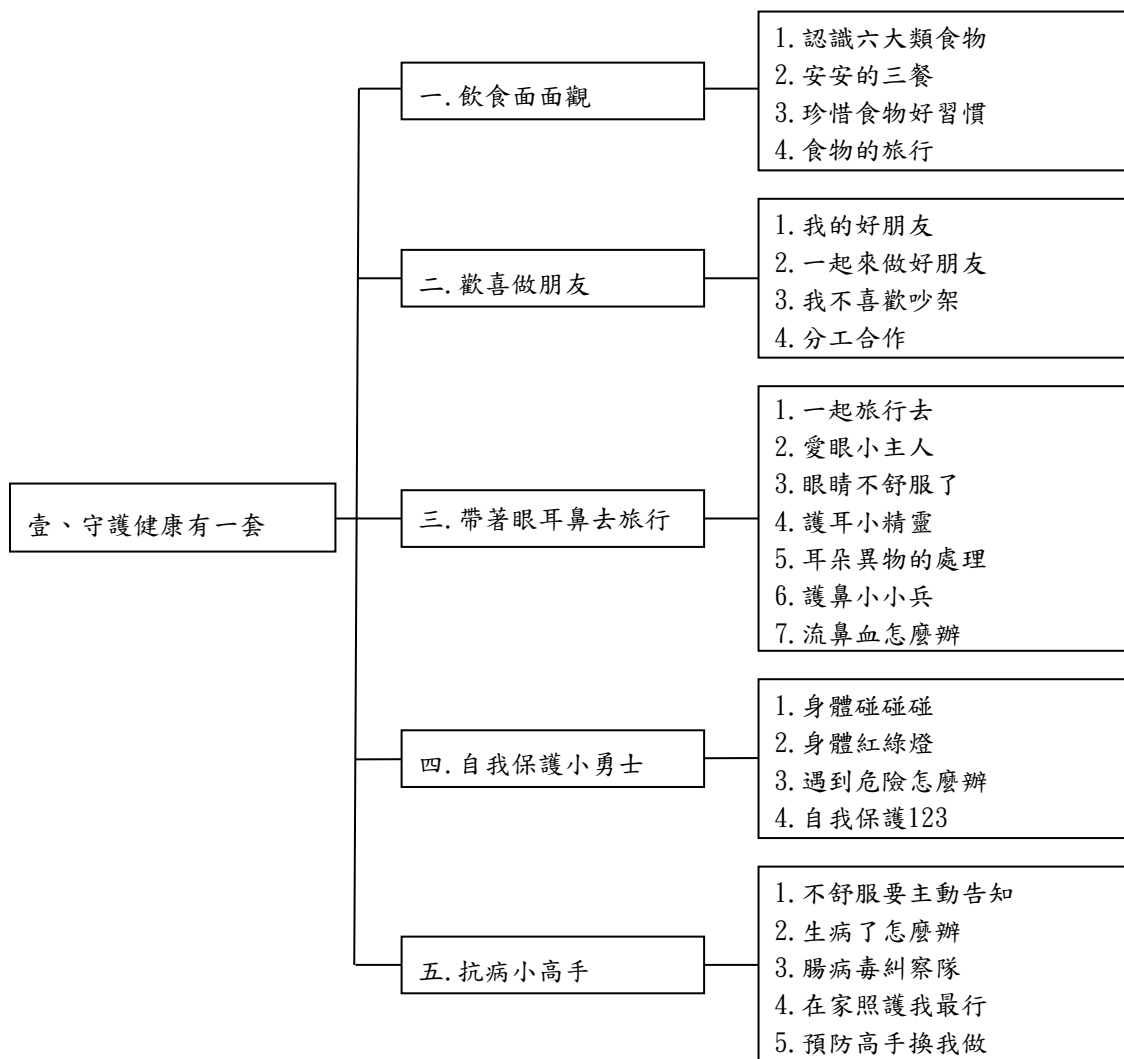 壹、守護健康有一套
一.飲食面面觀
1.認識六大類食物
2.安安的三餐
3.珍惜食物好習慣
4.食物的旅行
二.歡喜做朋友
1.我的好朋友
2.一起來做好朋友
3.我不喜歡吵架
4.分工合作
三.帶著眼耳鼻去旅行
1.一起旅行去
2.愛眼小主人
3.眼睛不舒服了
4.護耳小精靈
5.耳朵異物的處理
6.護鼻小小兵
7.流鼻血怎麼辦
四.自我保護小勇士
1.身體碰碰碰
2.身體紅綠燈
3.遇到危險怎麼辦
4.自我保護123
五.抗病小高手
1.不舒服要主動告知
2.生病了怎麼辦
3.腸病毒糾察隊
4.在家照護我最行
5.預防高手換我做